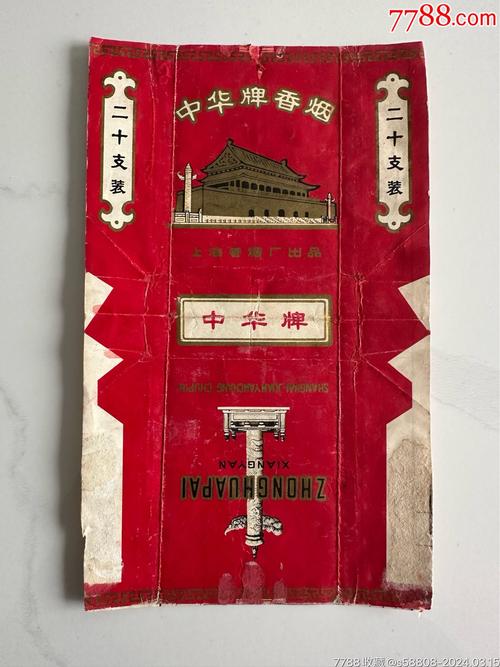 7788.com
中华牌香烟
二十支装
二十支装
上海卷烟厂出品
中华牌
SHANGHAI JUANYANCHANG CHUPIN
XIANGYAN
ZHONGHUAPAI
7788收藏@s58808-2024.03.15